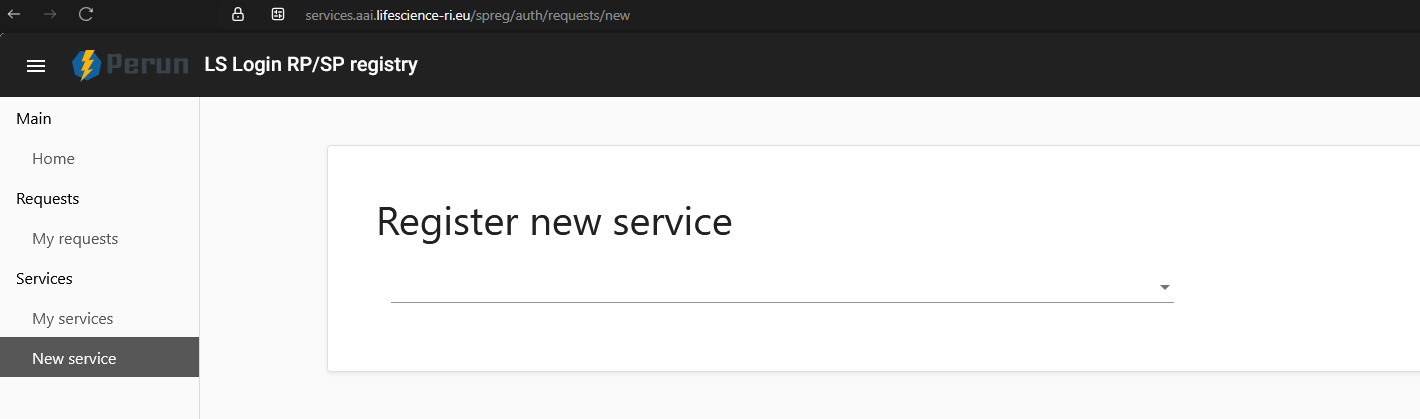 services.aai.lifescience-ri.eu/spreg/auth/requests/new
Perun LS Login RP/SP registry
Main
Home
Requests
My requests
Services
My services
New service
Register new service